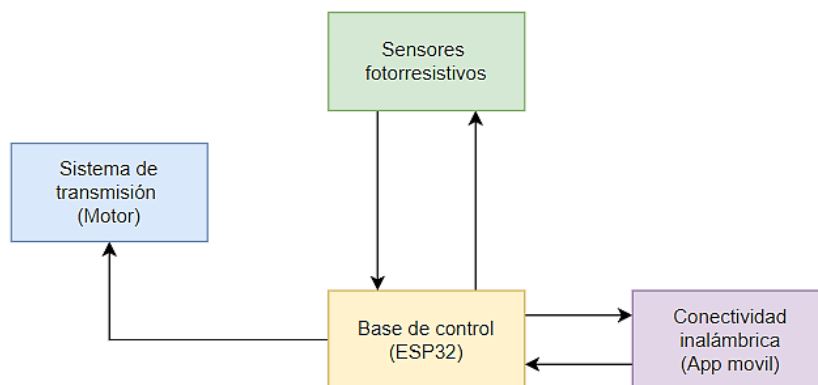 Sensores
fotorresistivos
Sistema de
transmisión
(Motor)
Base de control
(ESP32)
Conectividad
inalámbrica
(App movil)